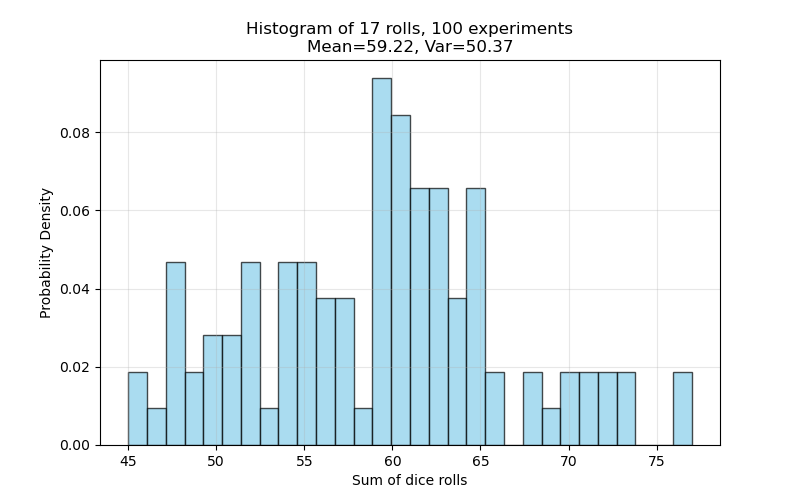 Histogram of 17 rolls, 100 experiments
Mean=59.22, Var=50.37
Probability Density
0.08
0.06
0.04
0.02
0.00
45 50 55 60 65 70 75
Sum of dice rolls